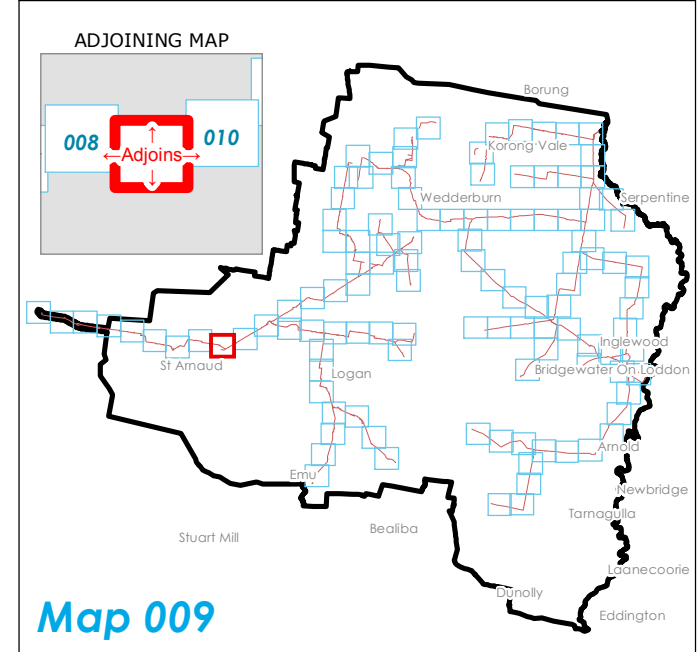 ADJOINING MAP
008
Adjoins
010
Borung
Korong Vale
Wedderburn
Serpentine
Inglewood
St Arnaud
Logan
Bridgewater On Loddon
Arnold
Emu
Newbridge
Tarnagulla
Stuart Mill
Bealiba
Laanecoorie
Dunolly
Eddington
Map 009